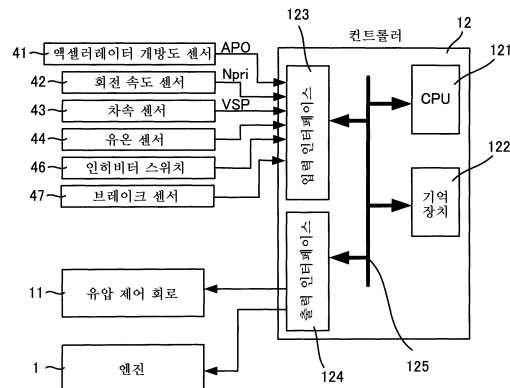 123
컨트롤러
12
41
액셀러레이터 개방도 센서
APO
121
42
회전 속도 센서
Npri
CPU
43
차속 센서
VSP
44
유온 센서
입력 인터페이스
46
인히비터 스위치
122
47
브레이크 센서
기억
장치
11
유압 제어 회로
출력 인터페이스
1
엔진
124
125